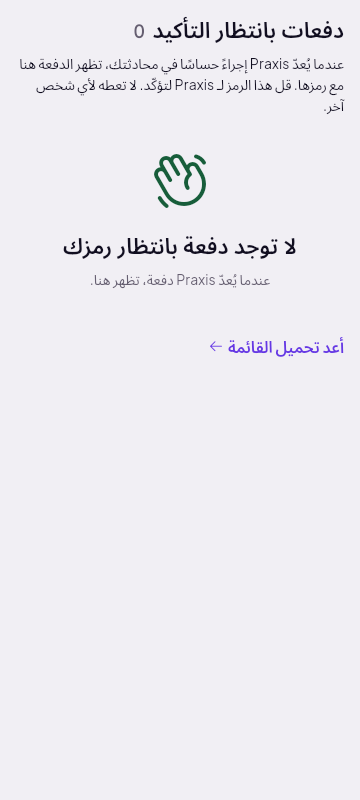 دفعات بانتظار التأكيد 0
عندما يُعدّ Praxis إجراءً حساسًا في محادثتك، تظهر الدفعة هنا
مع رمزها. قل هذا الرمز لـ Praxis لتؤكّد. لا تعطه لأي شخص
آخر.
لا توجد دفعة بانتظار رمزك
عندما يُعدّ Praxis دفعة، تظهر هنا.
أعد تحميل القائمة ←